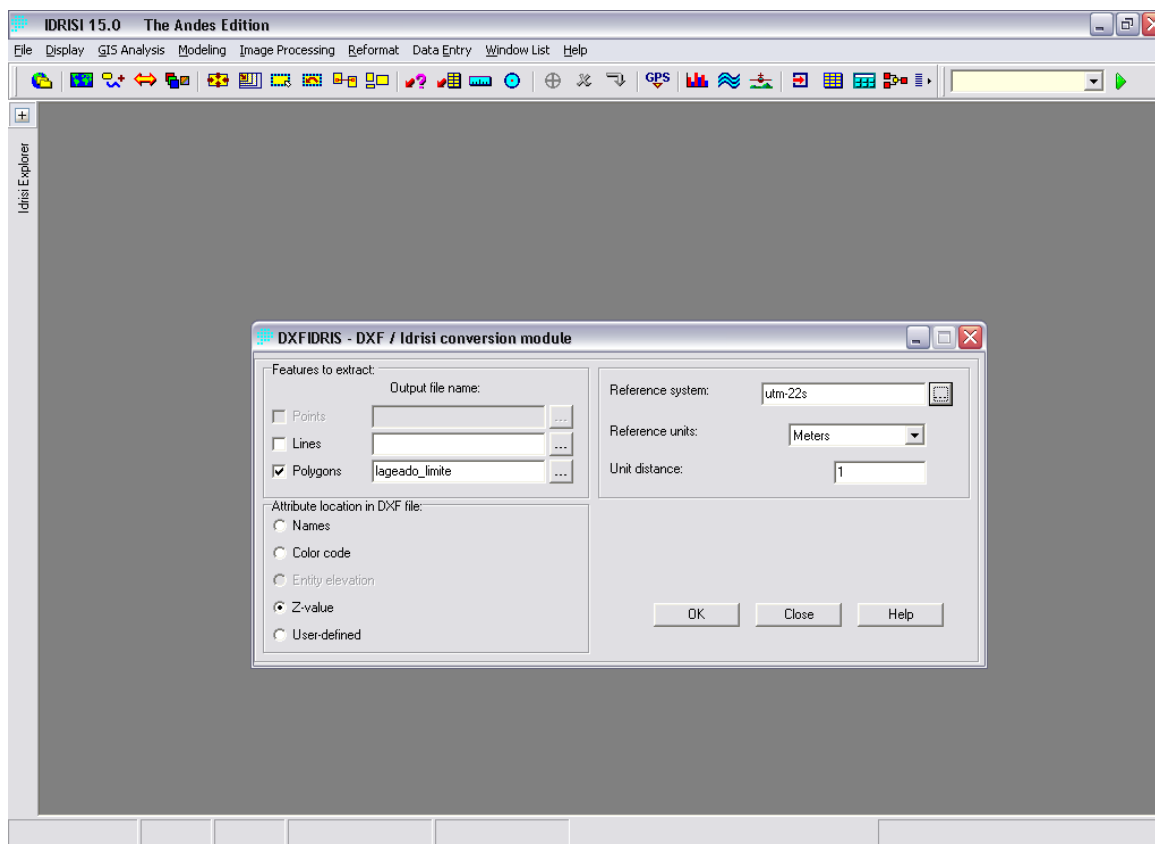 IDRISI 15.0 The Andes Edition
File Display GIS Analysis Modeling Image Processing Reformat Data Entry Window List Help
GPS
Idrisi Explorer
DXFIDRIS - DXF / Idrisi conversion module
Features to extract:
Output file name:
Points ...
Lines ...
Polygons lageado_limite ...
Reference system: utm-22s ...
Reference units: Meters
Unit distance: 1
Attribute location in DXF file:
Names
Color code
Entity elevation
Z-value
User-defined
OK Close Help